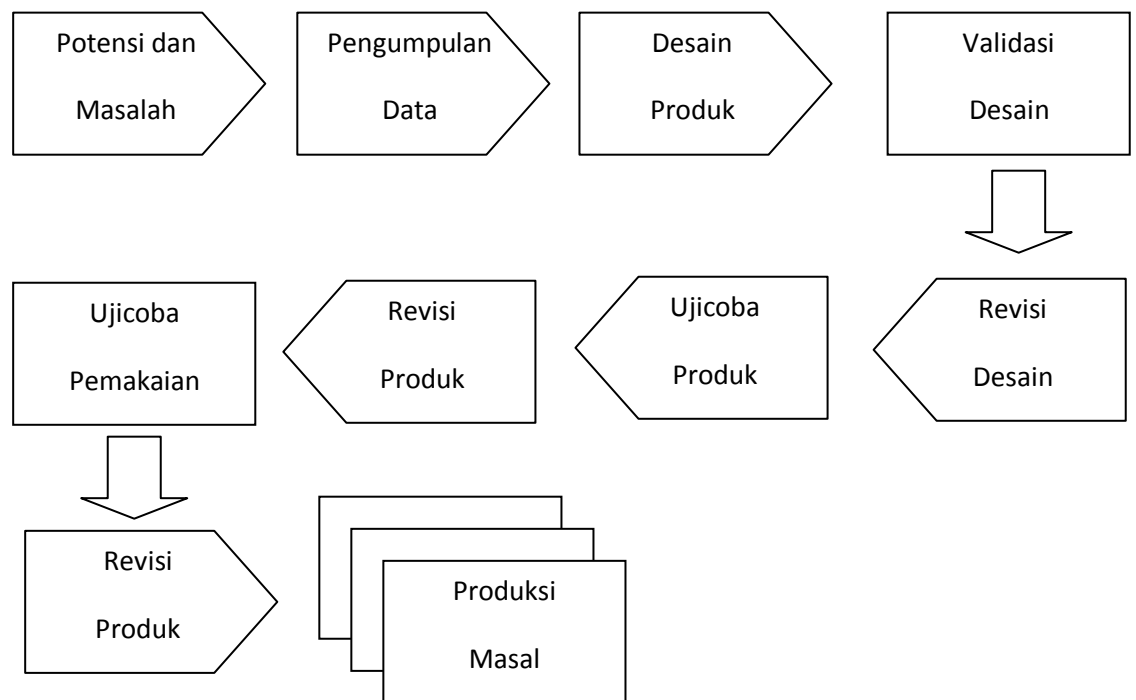 Potensi dan
Masalah
Pengumpulan
Data
Desain
Produk
Validasi
Desain
Revisi
Desain
Ujicoba
Produk
Revisi
Produk
Ujicoba
Pemakaian
Revisi
Produk
Produksi
Masal